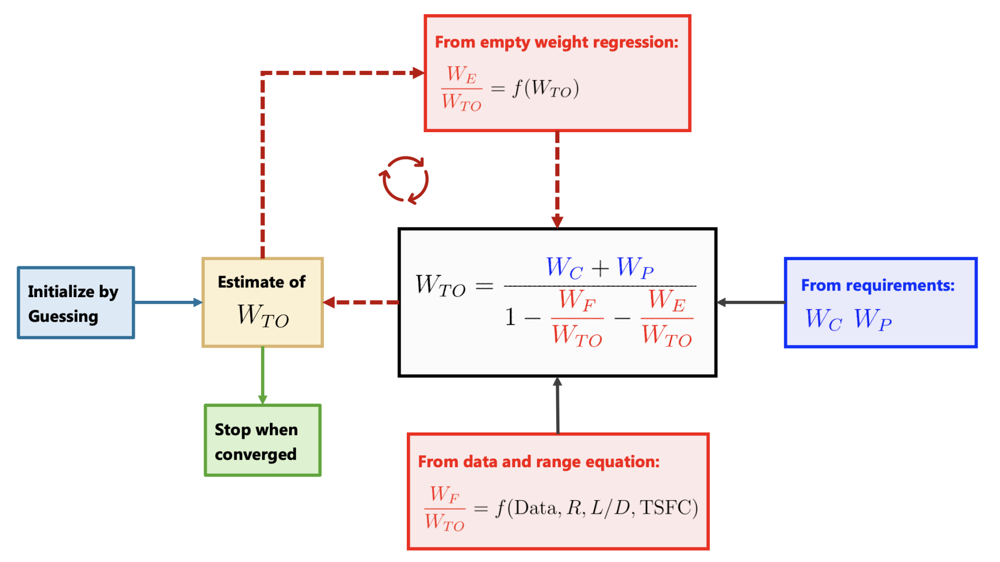 From empty weight regression:
W_E / W_TO = f(W_TO)
Initialize by
Guessing
Estimate of
W_TO
W_TO = (W_C + W_P) / (1 − W_F / W_TO − W_E / W_TO)
From requirements:
W_C W_P
Stop when
converged
From data and range equation:
W_F / W_TO = f(Data, R, L/D, TSFC)